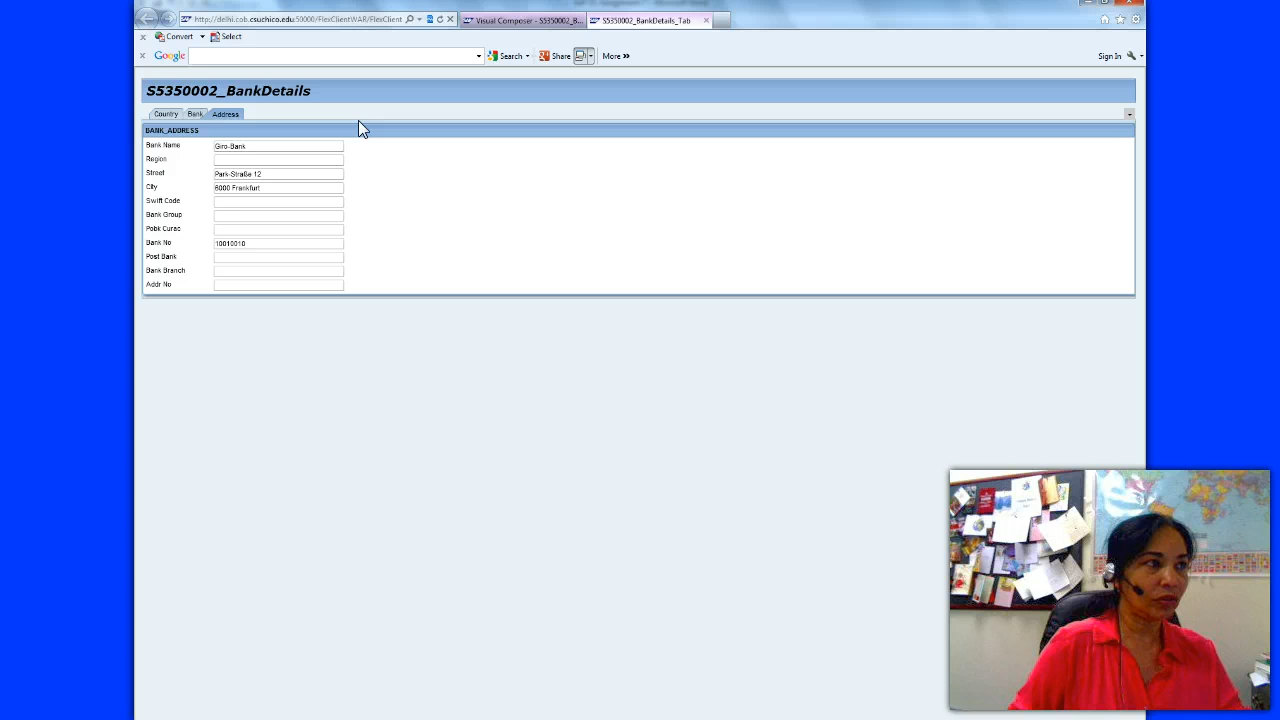 http://delhi.cob.csuchico.edu:50000/FlexClientWAR/FlexClient
Visual Composer - S5350002_B...
S5350002_BankDetails_Tab
Convert
Select
Google
Search
Share
More »
Sign In
S5350002_BankDetails
Country
Bank
Address
BANK_ADDRESS
Bank Name Giro-Bank
Region
Street Park-Straße 12
City 6000 Frankfurt
Swift Code
Bank Group
Pobk Curac
Bank No 10010010
Post Bank
Bank Branch
Addr No